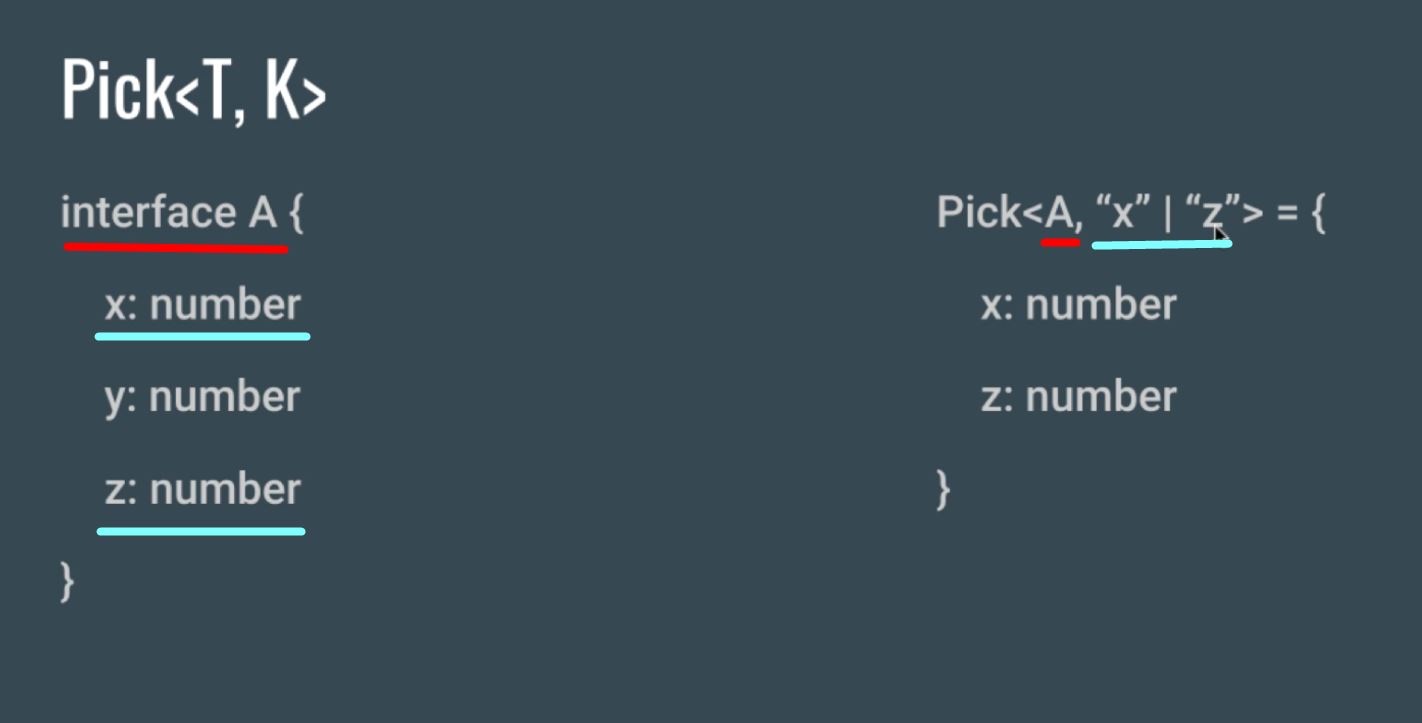 Pick<T, K>
interface A {
x: number
y: number
z: number
}
Pick<A, “x” | “z”> = {
x: number
z: number
}